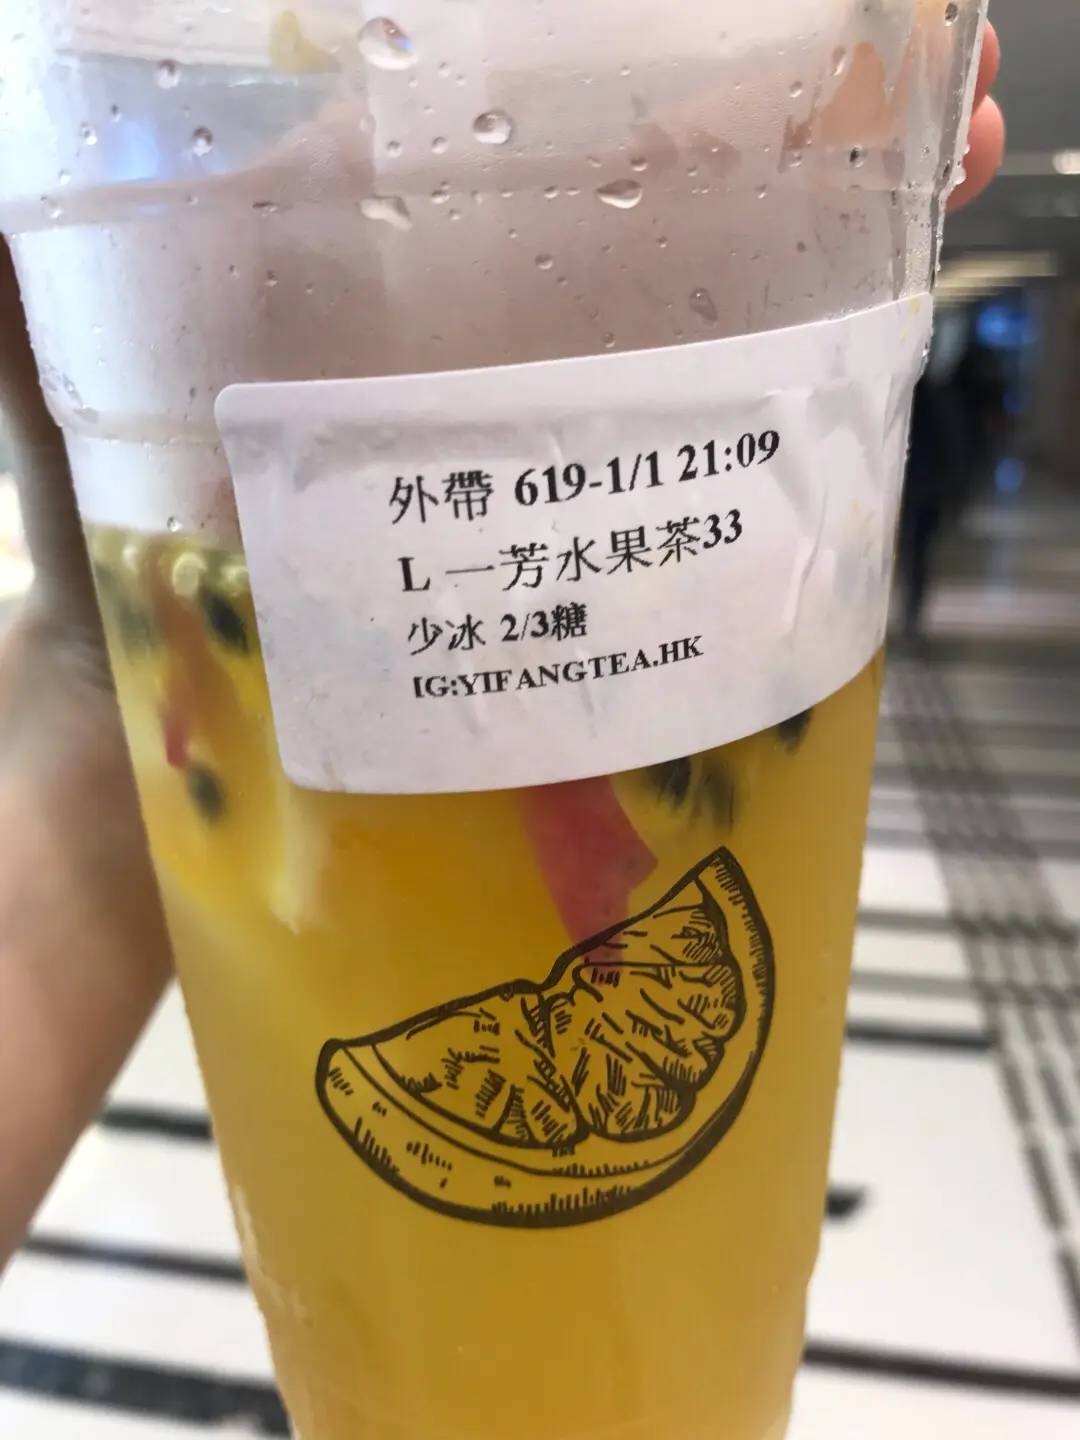 外帶 619-1/1 21:09
L 一芳水果茶33
少冰 2/3糖
IG:YIFANGTEA.HK